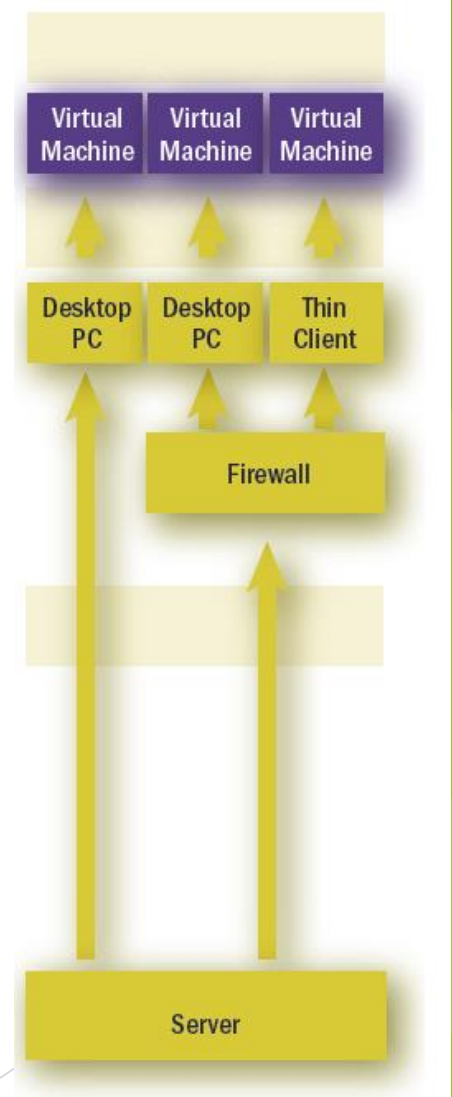 Virtual
Machine
Virtual
Machine
Virtual
Machine
Desktop
PC
Desktop
PC
Thin
Client
Firewall
Server